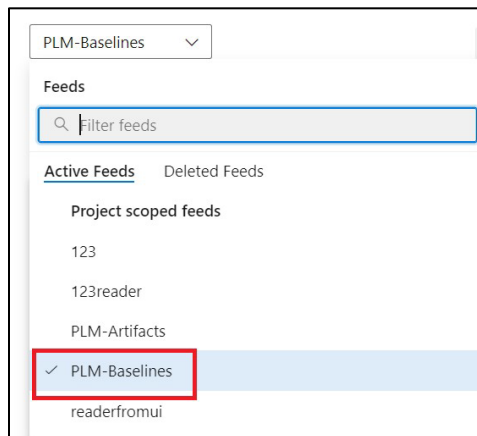 PLM-Baselines
Feeds
Filter feeds
Active Feeds Deleted Feeds
Project scoped feeds
123
123reader
PLM-Artifacts
PLM-Baselines
readerfromui